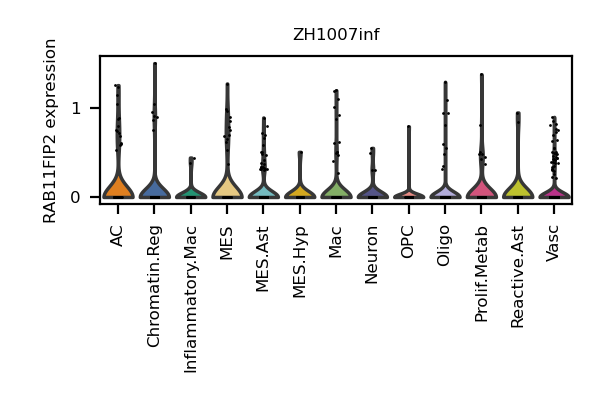 ZH1007inf
RAB11FIP2 expression
1
0
AC
Chromatin.Reg
Inflammatory.Mac
MES
MES.Ast
MES.Hyp
Mac
Neuron
OPC
Oligo
Prolif.Metab
Reactive.Ast
Vasc